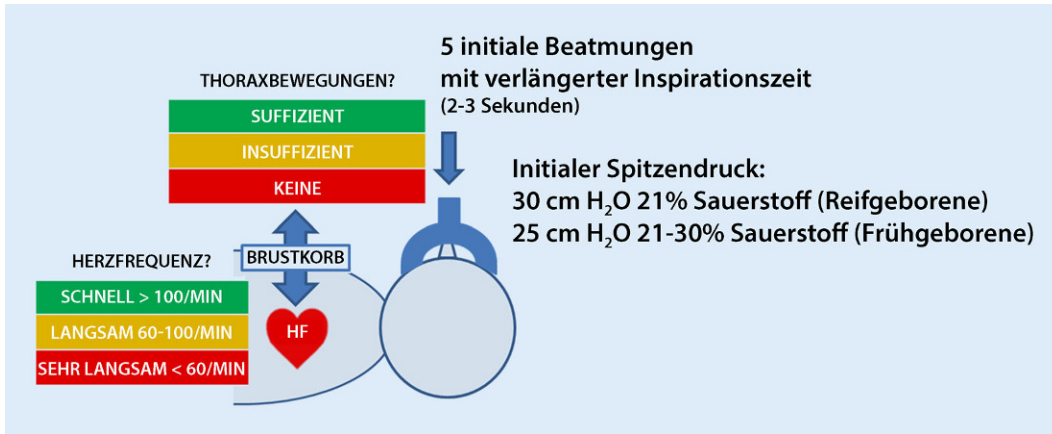 5 initiale Beatmungen
mit verlängerter Inspirationszeit
(2-3 Sekunden)
THORAXBEWEGUNGEN?
SUFFIZIENT
INSUFFIZIENT
KEINE
Initialer Spitzendruck:
30 cm H₂O 21% Sauerstoff (Reifgeborene)
25 cm H₂O 21-30% Sauerstoff (Frühgeborene)
BRUSTKORB
HERZFREQUENZ?
SCHNELL > 100/MIN
LANGSAM 60-100/MIN
SEHR LANGSAM < 60/MIN
HF